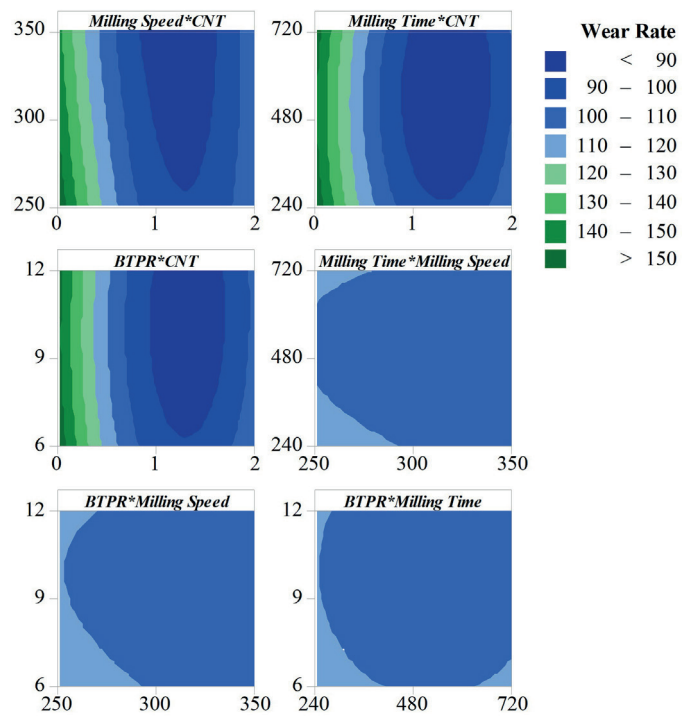 Milling Speed*CNT
350
300
250
0
1
2
Milling Time*CNT
720
480
240
0
1
2
Wear Rate
< 90
90 – 100
100 – 110
110 – 120
120 – 130
130 – 140
140 – 150
> 150
BTPR*CNT
12
9
6
0
1
2
Milling Time*Milling Speed
720
480
240
250
300
350
BTPR*Milling Speed
12
9
6
250
300
350
BTPR*Milling Time
12
9
6
240
480
720